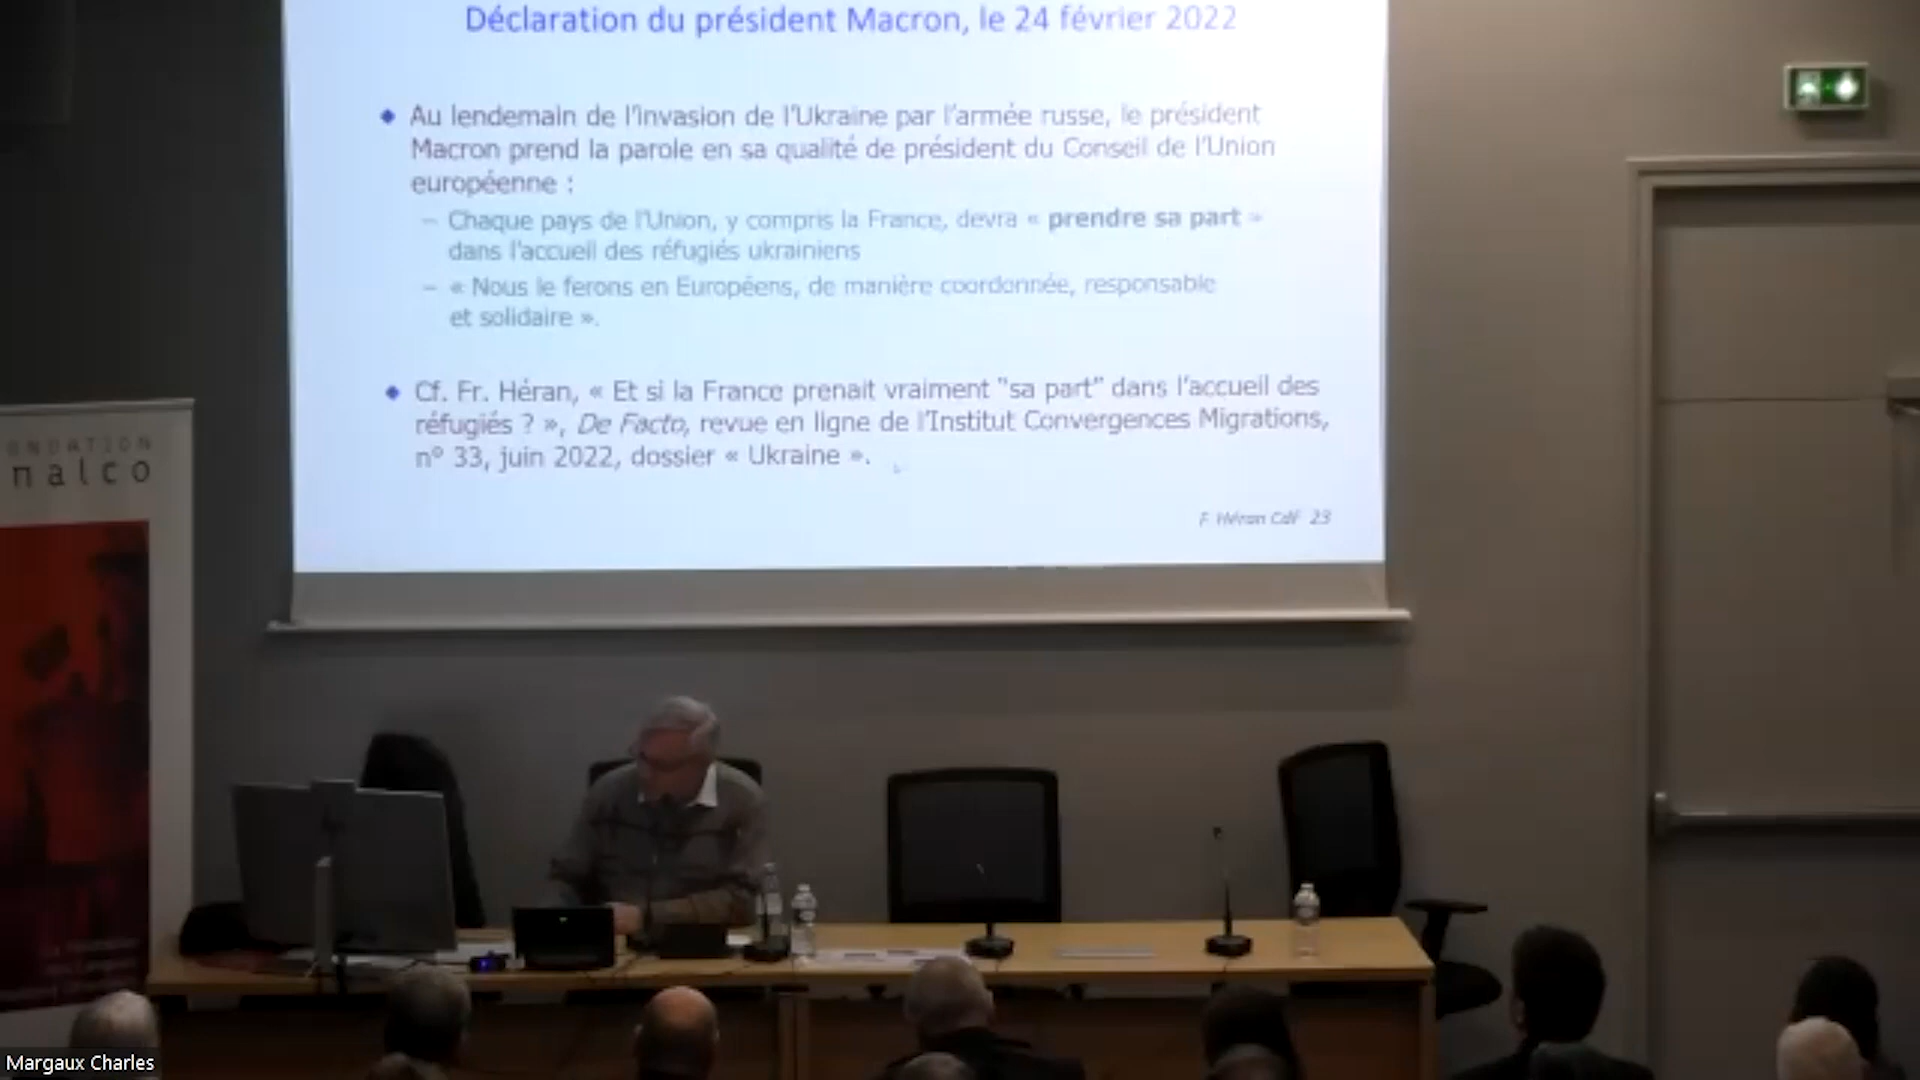 Déclaration du président Macron, le 24 février 2022
◆ Au lendemain de l'invasion de l'Ukraine par l'armée russe, le président
Macron prend la parole en sa qualité de président du Conseil de l'Union
européenne :
– Chaque pays de l'Union, y compris la France, devra « prendre sa part »
dans l'accueil des réfugiés ukrainiens
– « Nous le ferons en Européens, de manière coordonnée, responsable
et solidaire ».
◆ Cf. Fr. Héran, « Et si la France prenait vraiment "sa part" dans l'accueil des
réfugiés ? », De Facto, revue en ligne de l'Institut Convergences Migrations,
n° 33, juin 2022, dossier « Ukraine ».
F. Héran CdF 23
ONDATION
nalco
Margaux Charles